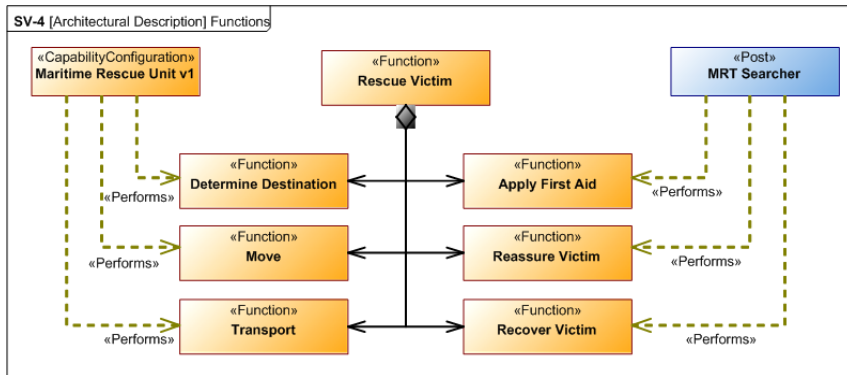 SV-4 [Architectural Description] Functions
«CapabilityConfiguration»
Maritime Rescue Unit v1
«Function»
Rescue Victim
«Post»
MRT Searcher
«Function»
Determine Destination
«Function»
Apply First Aid
«Performs»
«Performs»
«Function»
Move
«Function»
Reassure Victim
«Performs»
«Performs»
«Function»
Transport
«Function»
Recover Victim
«Performs»
«Performs»